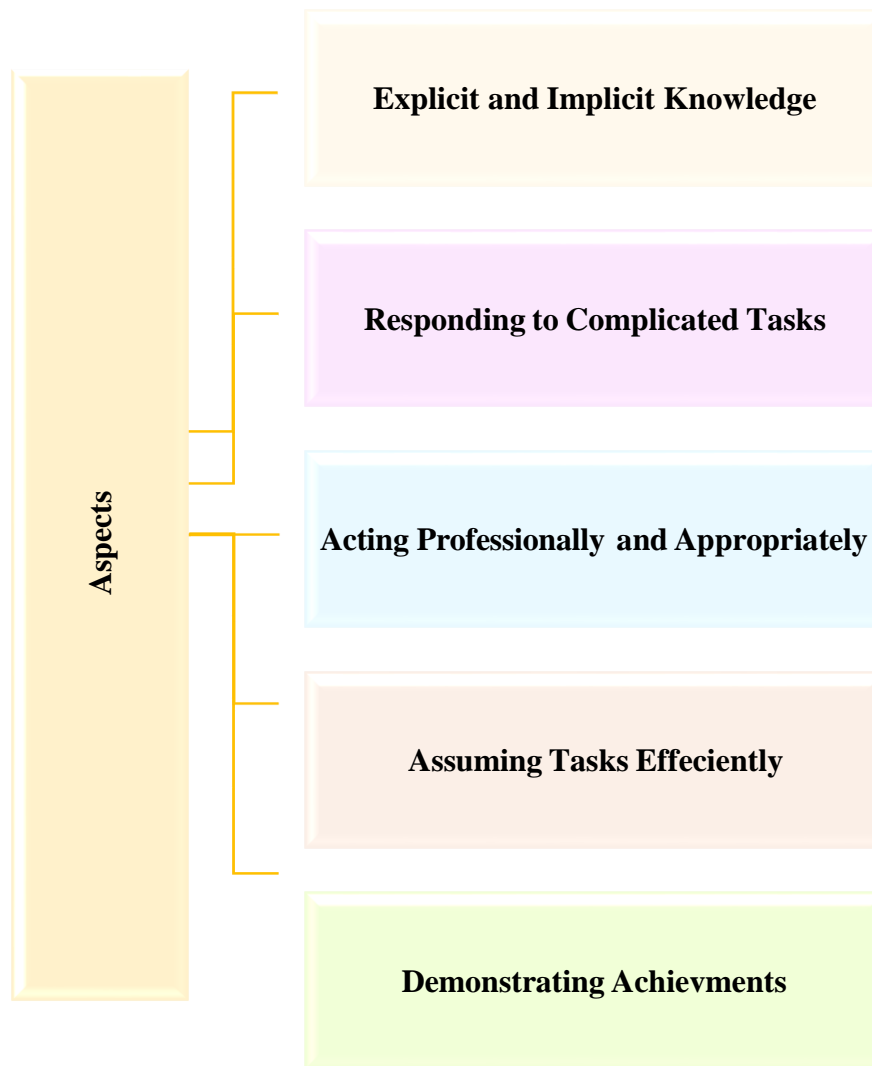 Aspects
Explicit and Implicit Knowledge
Responding to Complicated Tasks
Acting Professionally and Appropriately
Assuming Tasks Effeciently
Demonstrating Achievments